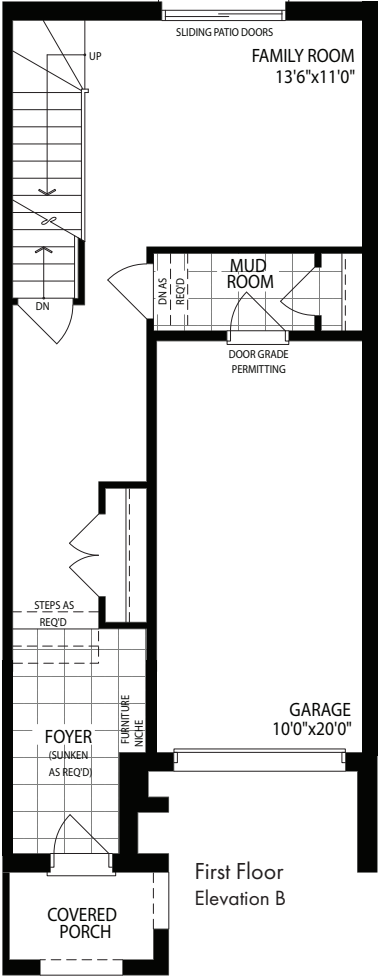 SLIDING PATIO DOORS
UP
FAMILY ROOM
13'6"x11'0"
MUD
ROOM
DN AS
REQ'D
DN
DOOR GRADE
PERMITTING
STEPS AS
REQ'D
FURNITURE
NICHE
FOYER
(SUNKEN
AS REQ'D)
GARAGE
10'0"x20'0"
First Floor
Elevation B
COVERED
PORCH